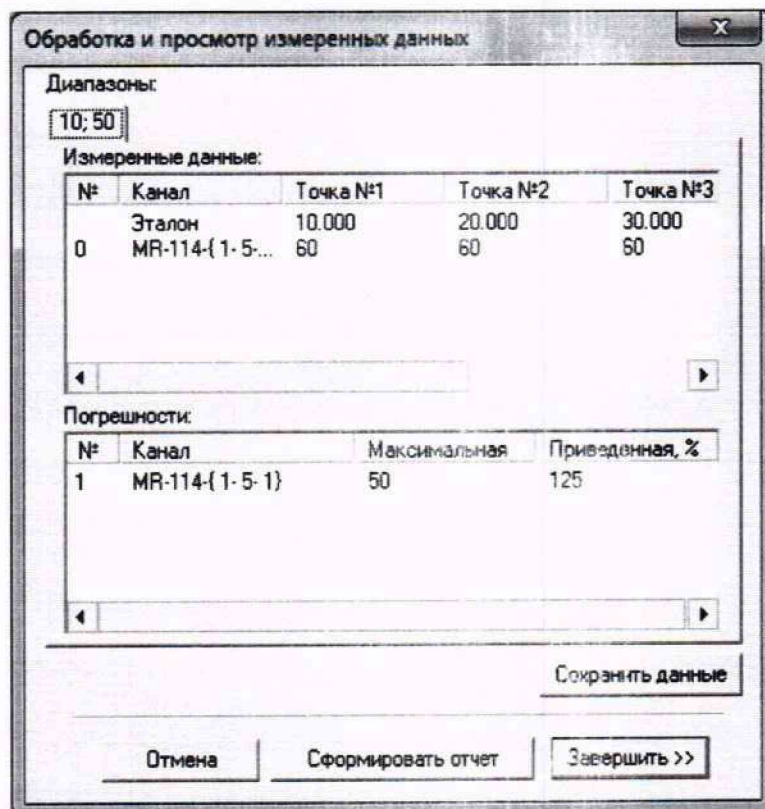 Обработка и просмотр измеренных данных
x
Диапазоны:
10; 50
Измеренные данные:
№ Канал Точка №1 Точка №2 Точка №3
Эталон 10.000 20.000 30.000
0 MR-114-{ 1- 5-... 60 60 60
Погрешности:
№ Канал Максимальная Приведенная, %
1 MR-114-{ 1- 5- 1} 50 125
Сохранить данные
Отмена Сформировать отчет Завершить >>